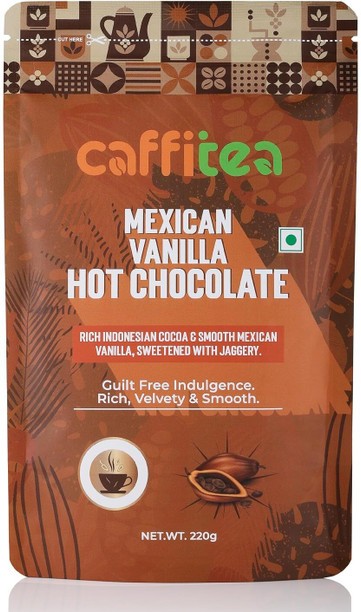 CUT HERE
caffitea
MEXICAN
VANILLA
HOT CHOCOLATE
RICH INDONESIAN COCOA & SMOOTH MEXICAN
VANILLA, SWEETENED WITH JAGGERY.
Guilt Free Indulgence.
Rich, Velvety & Smooth.
NET.WT. 220g